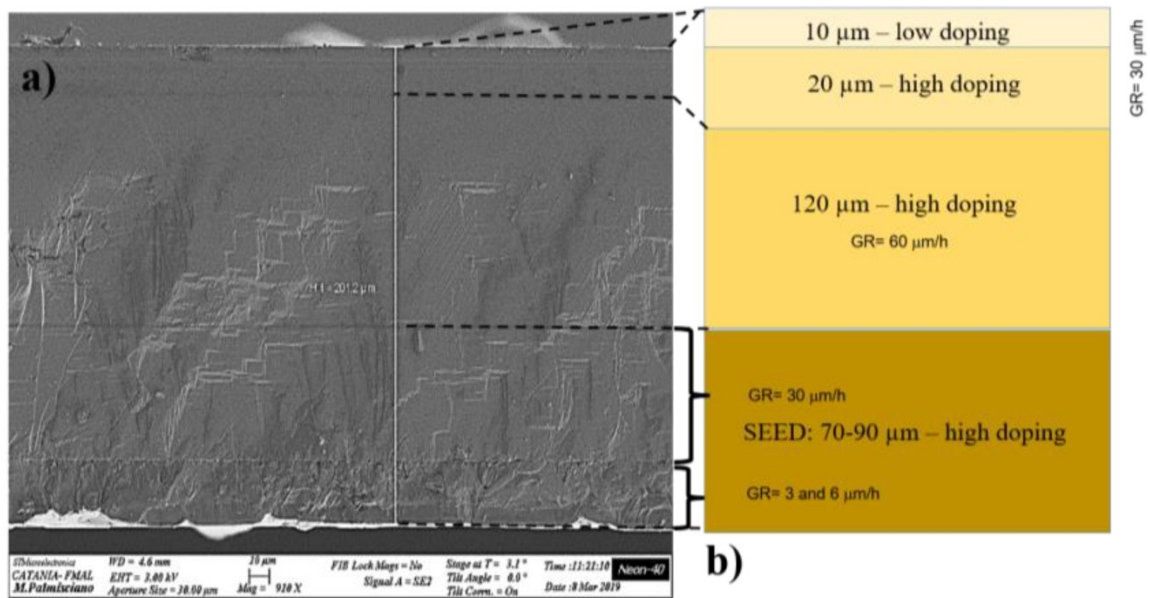 a)
10 µm – low doping
20 µm – high doping
GR= 30 µm/h
120 µm – high doping
GR= 60 µm/h
= 201.2 µm
GR= 30 µm/h
SEED: 70-90 µm – high doping
GR= 3 and 6 µm/h
b)
STMicroelectronics
CATANIA- FMAL
M.Palmisciano
WD = 4.6 mm
EHT = 3.00 kV
Aperture Size = 30.00 µm
10 µm
Mag = 910 X
FIB Lock Mags = No
Signal A = SE2
Stage at T = 3.1 °
Tilt Angle = 0.0 °
Tilt Corrn. = On
Time :12:21:10
Date :8 Mar 2019
Neon-40